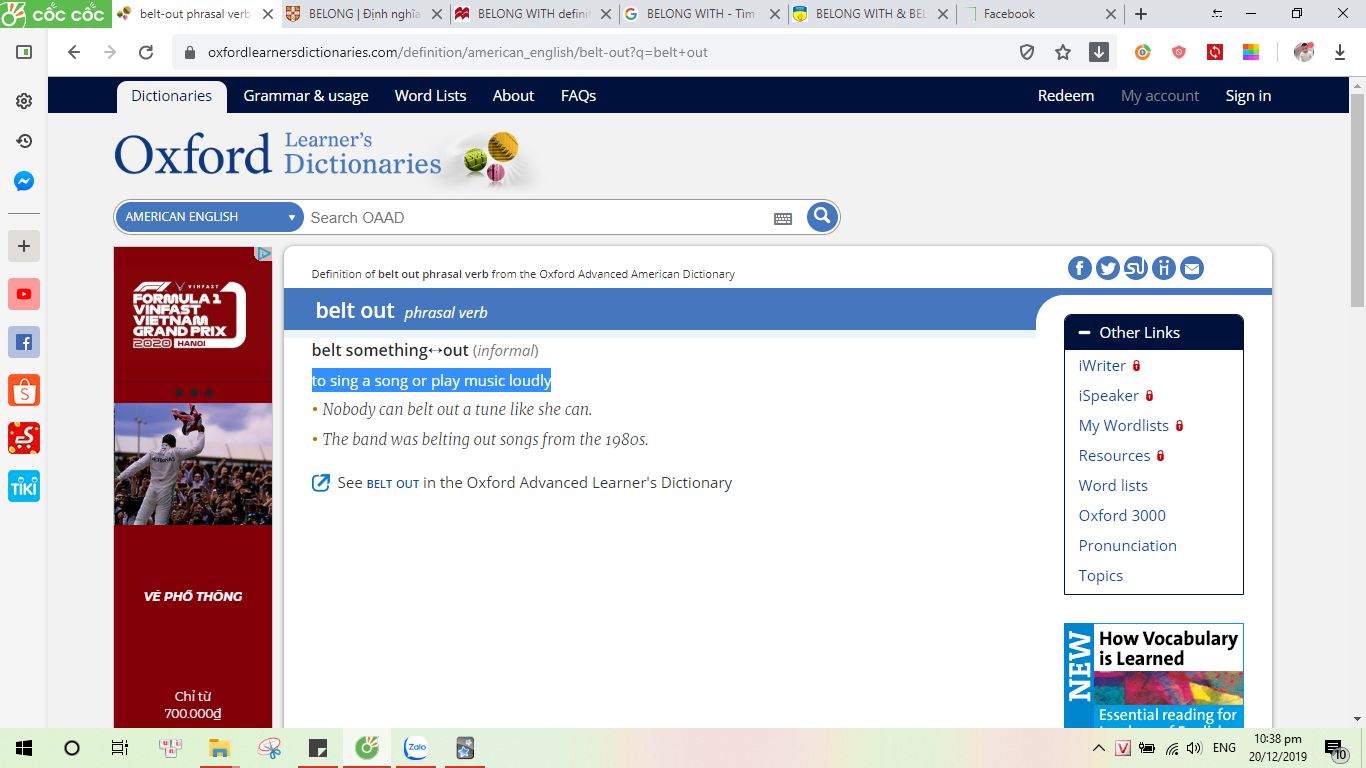 cốc cốc
belt-out phrasal verb
BELONG | Định nghĩa
BELONG WITH defini
BELONG WITH - Tìm
BELONG WITH & BEL
Facebook
oxfordlearnersdictionaries.com/definition/american_english/belt-out?q=belt+out
Dictionaries
Grammar & usage
Word Lists
About
FAQs
Redeem
My account
Sign in
Oxford
Learner's
Dictionaries
AMERICAN ENGLISH
Search OAAD
VINFAST
FORMULA 1
VINFAST
VIETNAM
GRAND PRIX
2020 HANOI
VÉ PHỔ THÔNG
Chỉ từ
700.000₫
Definition of belt out phrasal verb from the Oxford Advanced American Dictionary
belt out phrasal verb
belt something↔out (informal)
to sing a song or play music loudly
• Nobody can belt out a tune like she can.
• The band was belting out songs from the 1980s.
See BELT OUT in the Oxford Advanced Learner's Dictionary
Other Links
iWriter
iSpeaker
My Wordlists
Resources
Word lists
Oxford 3000
Pronunciation
Topics
NEW
How Vocabulary
is Learned
Essential reading for
TIKI
Zalo
V
ENG
10:38 pm
20/12/2019
10